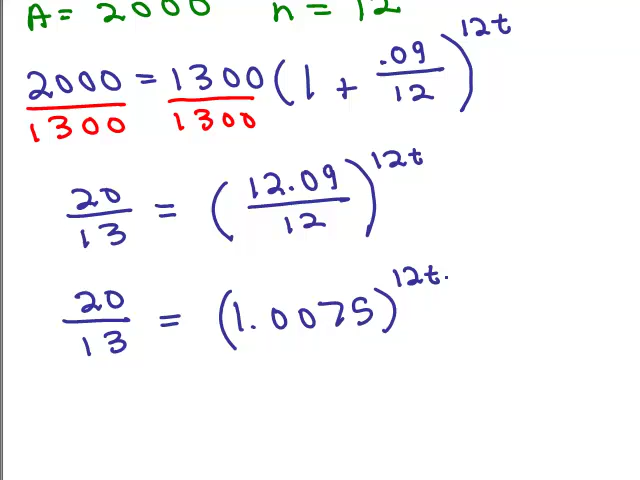 A = 2000 n = 12
2000 = 1300 ( 1 + .09/12 )^12t
1300 1300
20/13 = ( 12.09/12 )^12t
20/13 = (1.0075)^12t.